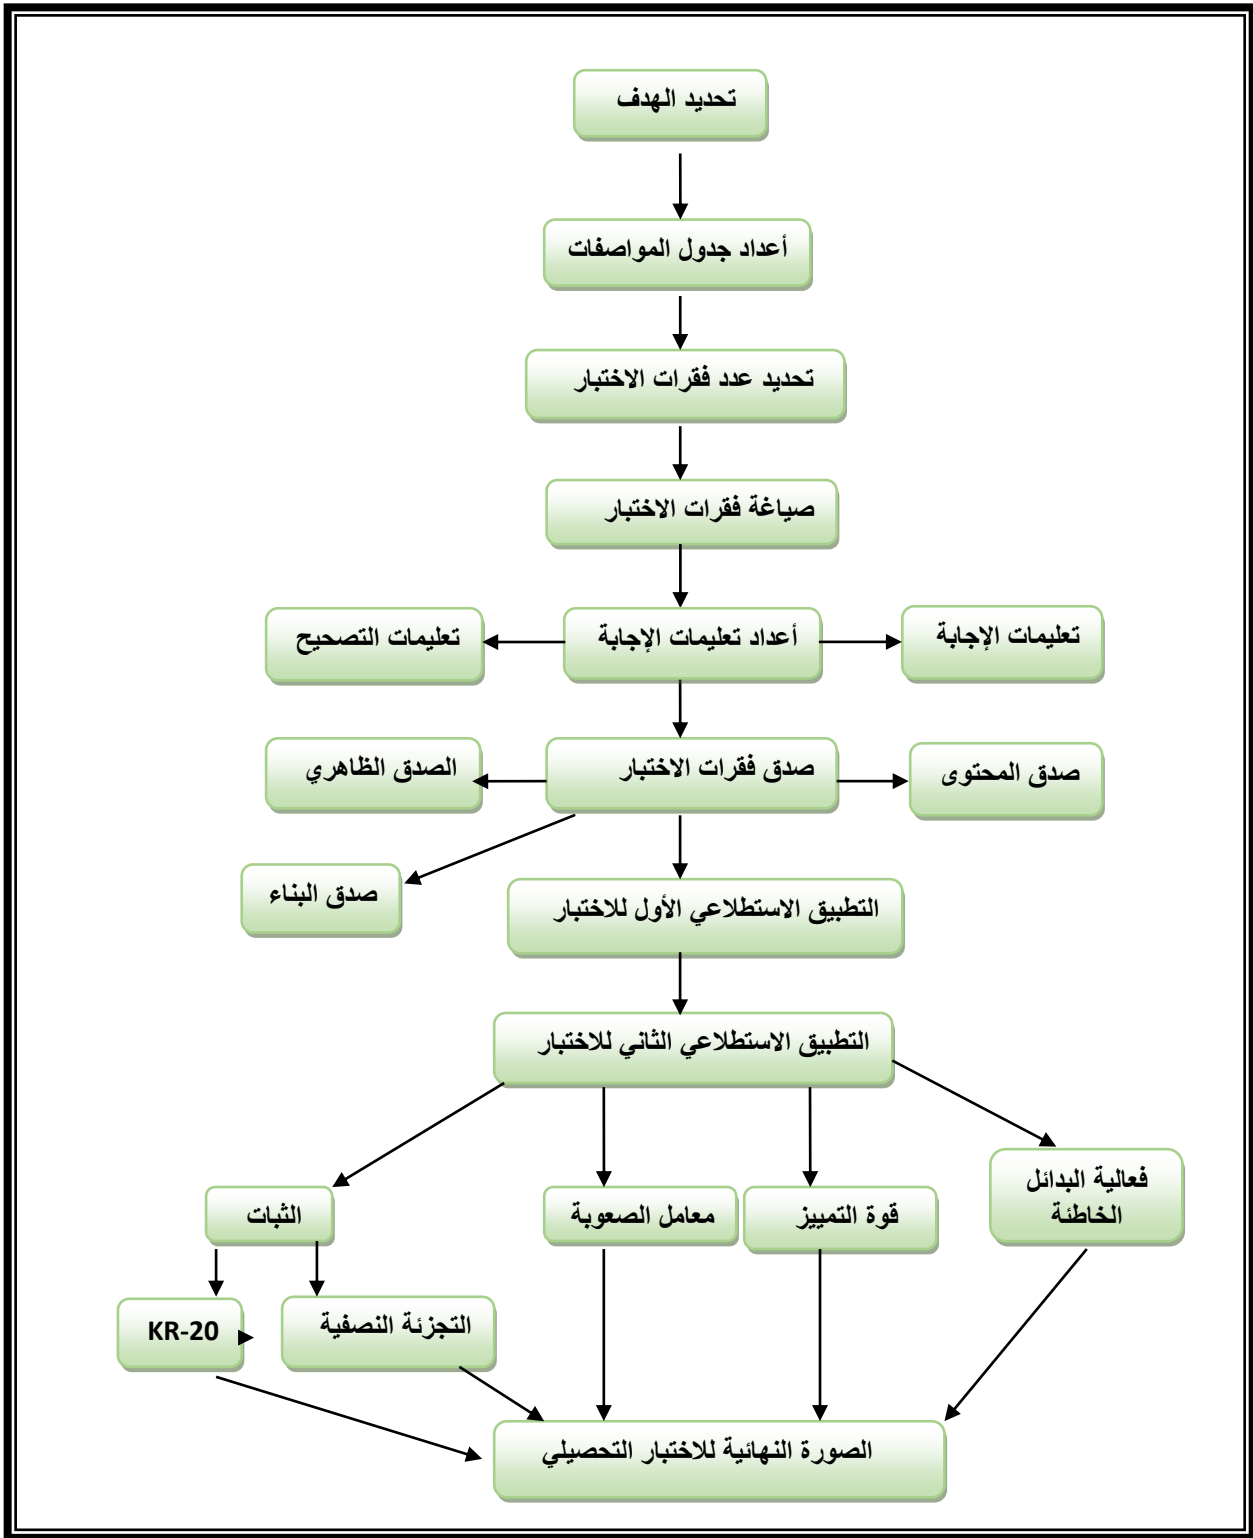 تحديد الهدف
أعداد جدول المواصفات
تحديد عدد فقرات الاختبار
صياغة فقرات الاختبار
تعليمات الإجابة
أعداد تعليمات الإجابة
تعليمات التصحيح
صدق المحتوى
صدق فقرات الاختبار
الصدق الظاهري
صدق البناء
التطبيق الاستطلاعي الأول للاختبار
التطبيق الاستطلاعي الثاني للاختبار
فعالية البدائل
الخاطئة
قوة التمييز
معامل الصعوبة
الثبات
التجزئة النصفية
KR-20
الصورة النهائية للاختبار التحصيلي